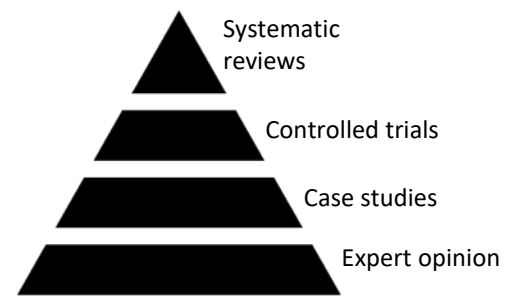 Systematic
reviews
Controlled trials
Case studies
Expert opinion